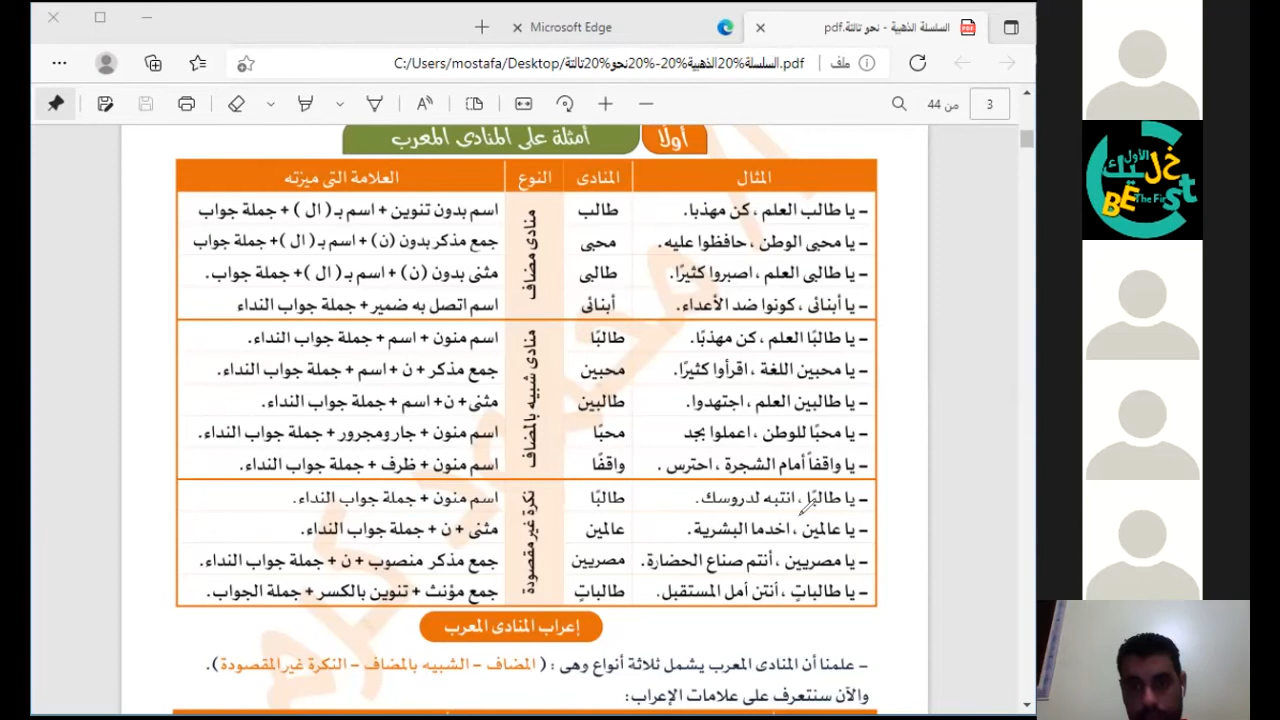 السلسلة الذهبية - نحو تالتة.pdf
Microsoft Edge
C:/Users/mostafa/Desktop/السلسلة%20الذهبية%20-%20نحو%20تالتة.pdf
ملف
3
من 44
أولًا
أمثلة على المنادى المعرب
المثال المنادى النوع العلامة التى ميزته
- يا طالب العلم ، كن مهذبا. طالب اسم بدون تنوين + اسم بـ ( ال ) + جملة جواب
- يا محبى الوطن ، حافظوا عليه. محبى جمع مذكر بدون (ن) + اسم بـ ( ال )+ جملة جواب
- يا طالبى العلم ، اصبروا كثيرًا. طالبى مثنى بدون (ن) + اسم بـ ( ال )+ جملة جواب.
- يا أبنائى ، كونوا ضد الأعداء. أبنائى اسم اتصل به ضمير + جملة جواب النداء
منادى مضاف
- يا طالبًا العلم ، كن مهذبًا. طالبًا اسم منون + اسم + جملة جواب النداء.
- يا محبين اللغة ، اقرأوا كثيرًا. محبين جمع مذكر + ن + اسم + جملة جواب النداء.
- يا طالبين العلم ، اجتهدوا. طالبين مثنى + ن+ اسم + جملة جواب النداء.
- يا محبًا للوطن ، اعملوا بجد محبًا اسم منون + جار ومجرور + جملة جواب النداء.
- يا واقفاً أمام الشجرة ، احترس . واقفًا اسم منون + ظرف + جملة جواب النداء.
منادى شبيه بالمضاف
- يا طالبًا ، انتبه لدروسك. طالبًا اسم منون + جملة جواب النداء.
- يا عالمين ، اخدما البشرية. عالمين مثنى + ن + جملة جواب النداء.
- يا مصريين ، أنتم صناع الحضارة. مصريين جمع مذكر منصوب + ن + جملة جواب النداء.
- يا طالباتٍ ، أنتن أمل المستقبل. طالباتٍ جمع مؤنث + تنوين بالكسر + جملة الجواب.
نكرة غير مقصودة
إعراب المنادى المعرب
- علمنا أن المنادى المعرب يشمل ثلاثة أنواع وهى : ( المضاف – الشبيه بالمضاف – النكرة غير المقصودة ).
والآن سنتعرف على علامات الإعراب:
خليك الأول
BE The First